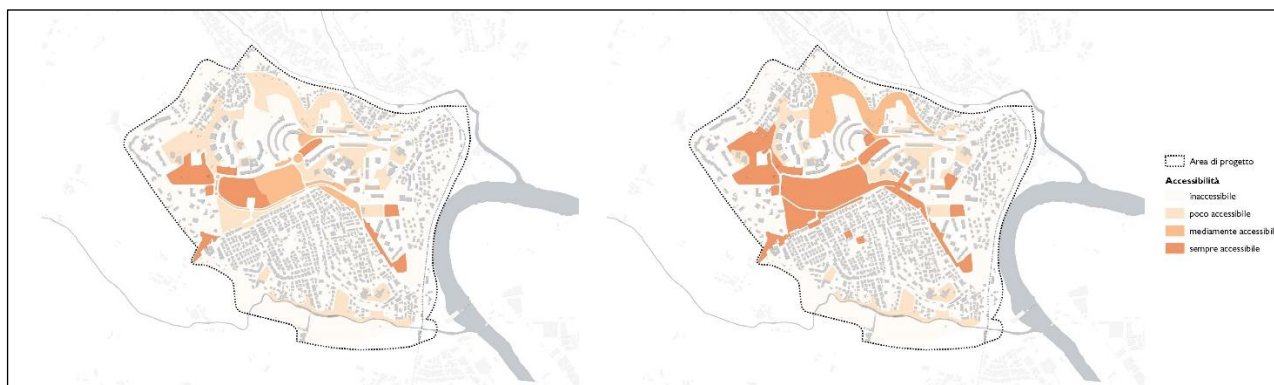 Area di progetto
Accessibilità
inaccessibile
poco accessibile
mediamente accessibil
sempre accessibile